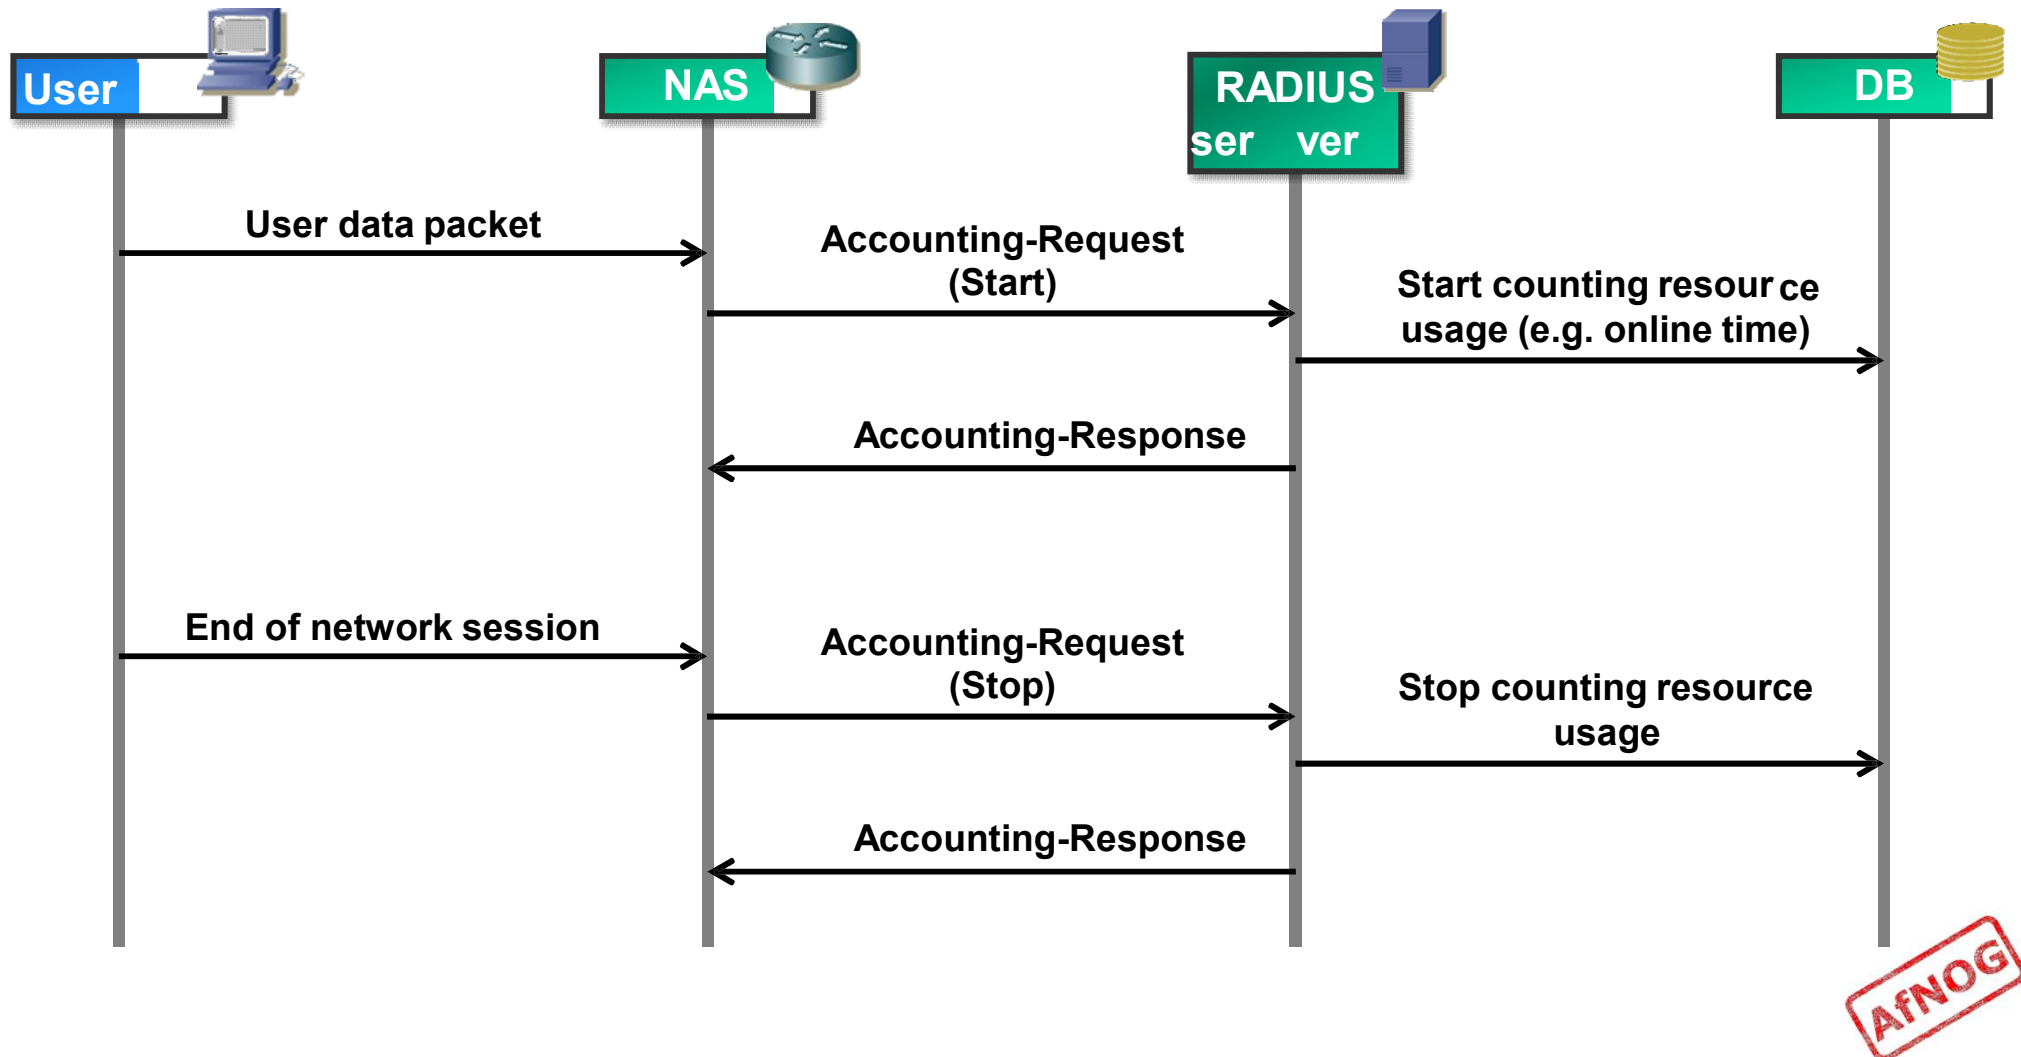 User
NAS
RADIUS
ser ver
DB
User data packet
Accounting-Request
(Start)
Start counting resour ce
usage (e.g. online time)
Accounting-Response
End of network session
Accounting-Request
(Stop)
Stop counting resource
usage
Accounting-Response
AfNOG